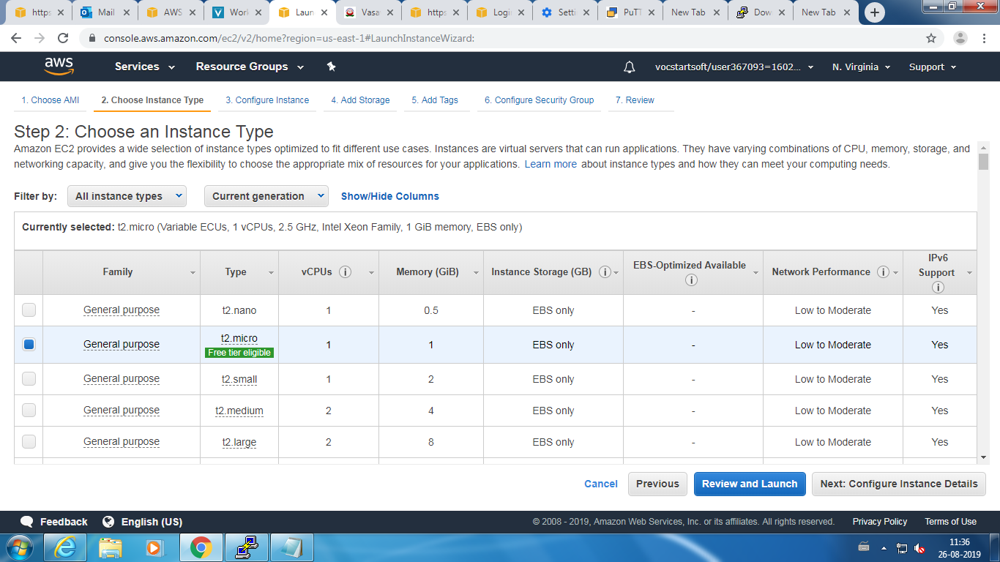 https
Mail
AWS
Work
Laun
Vasa
https
Login
Setti
PuTT
New Tab
Dow
New Tab
console.aws.amazon.com/ec2/v2/home?region=us-east-1#LaunchInstanceWizard:
aws
Services
Resource Groups
vocstartsoft/user367093=1602...
N. Virginia
Support
1. Choose AMI
2. Choose Instance Type
3. Configure Instance
4. Add Storage
5. Add Tags
6. Configure Security Group
7. Review
Step 2: Choose an Instance Type
Amazon EC2 provides a wide selection of instance types optimized to fit different use cases. Instances are virtual servers that can run applications. They have varying combinations of CPU, memory, storage, and
networking capacity, and give you the flexibility to choose the appropriate mix of resources for your applications. Learn more about instance types and how they can meet your computing needs.
Filter by: All instance types Current generation Show/Hide Columns
Currently selected: t2.micro (Variable ECUs, 1 vCPUs, 2.5 GHz, Intel Xeon Family, 1 GiB memory, EBS only)
Family Type vCPUs i Memory (GiB) Instance Storage (GB) i EBS-Optimized Available i Network Performance i IPv6 Support i
General purpose t2.nano 1 0.5 EBS only - Low to Moderate Yes
General purpose t2.micro Free tier eligible 1 1 EBS only - Low to Moderate Yes
General purpose t2.small 1 2 EBS only - Low to Moderate Yes
General purpose t2.medium 2 4 EBS only - Low to Moderate Yes
General purpose t2.large 2 8 EBS only - Low to Moderate Yes
Cancel Previous Review and Launch Next: Configure Instance Details
Feedback English (US) © 2008 - 2019, Amazon Web Services, Inc. or its affiliates. All rights reserved. Privacy Policy Terms of Use
11:36
26-08-2019